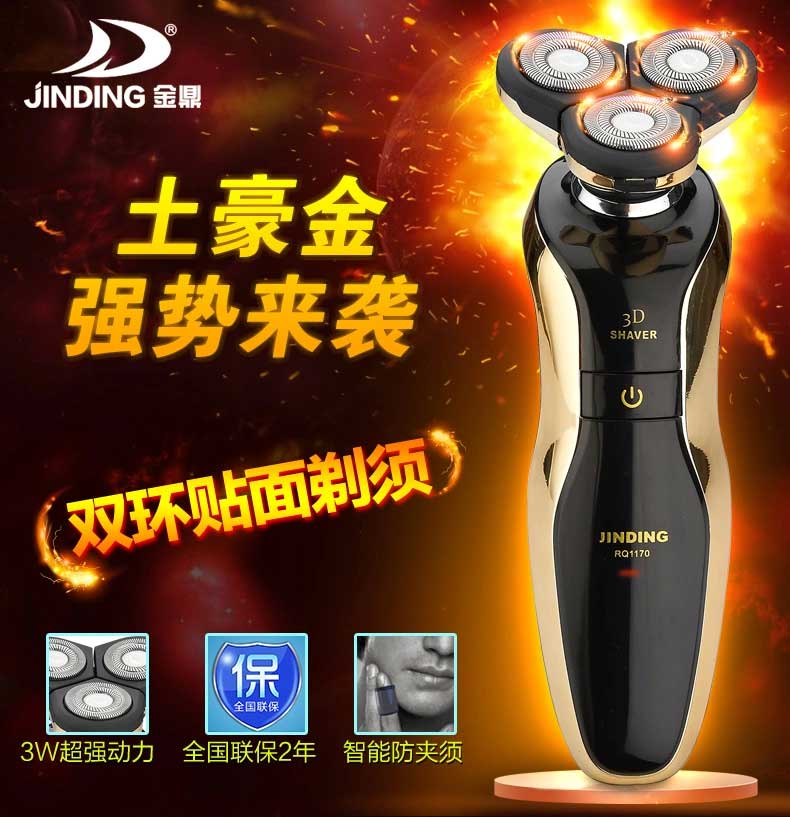 JINDING 金鼎
土豪金
强势来袭
双环贴面剃须
3D
SHAVER
JINDING
RQ1170
保
全国联保
3W超强动力
全国联保2年
智能防夹须